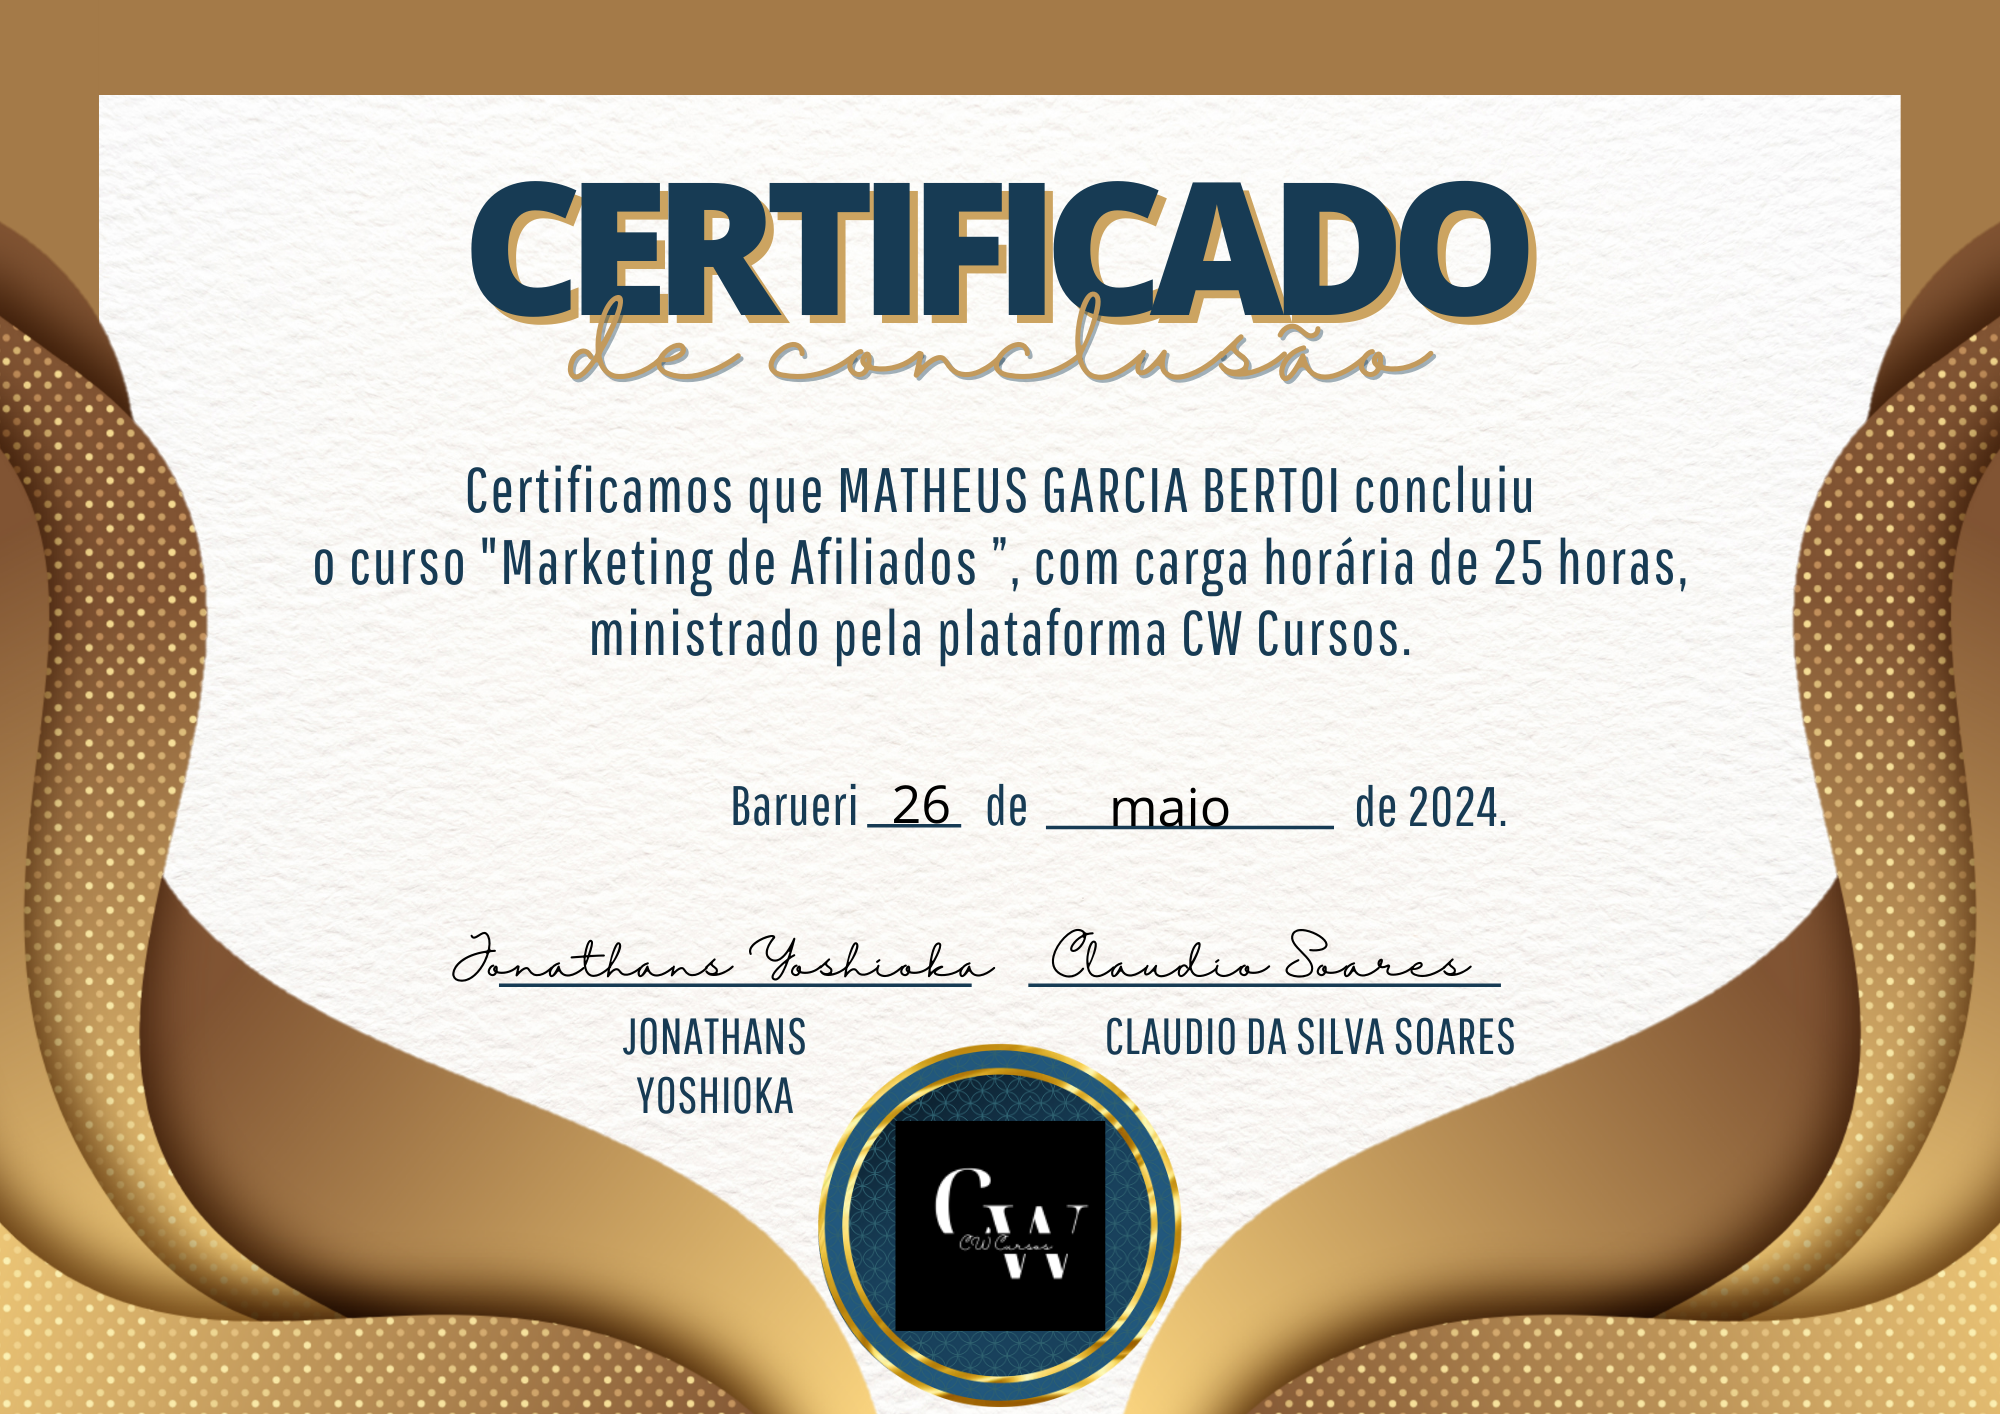 CERTIFICADO
de conclusão
Certificamos que MATHEUS GARCIA BERTOI concluiu
o curso "Marketing de Afiliados ”, com carga horária de 25 horas,
ministrado pela plataforma CW Cursos.
Barueri 26 de maio de 2024.
Jonathans Yoshioka Claudio Soares
JONATHANS CLAUDIO DA SILVA SOARES
YOSHIOKA
CW
CW Cursos